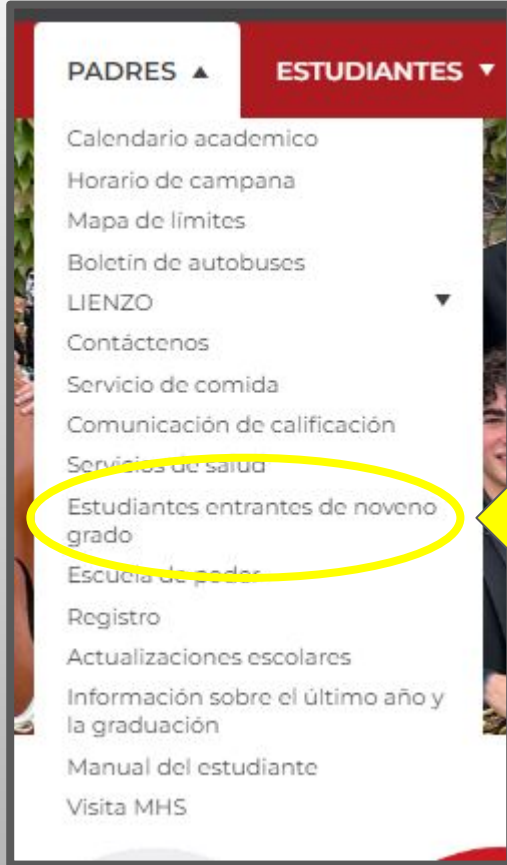 PADRES ▲ ESTUDIANTES ▼
Calendario academico
Horario de campana
Mapa de límites
Boletín de autobuses
LIENZO ▼
Contáctenos
Servicio de comida
Comunicación de calificación
Servicios de salud
Estudiantes entrantes de noveno
grado
Escuela de poder
Registro
Actualizaciones escolares
Información sobre el último año y
la graduación
Manual del estudiante
Visita MHS